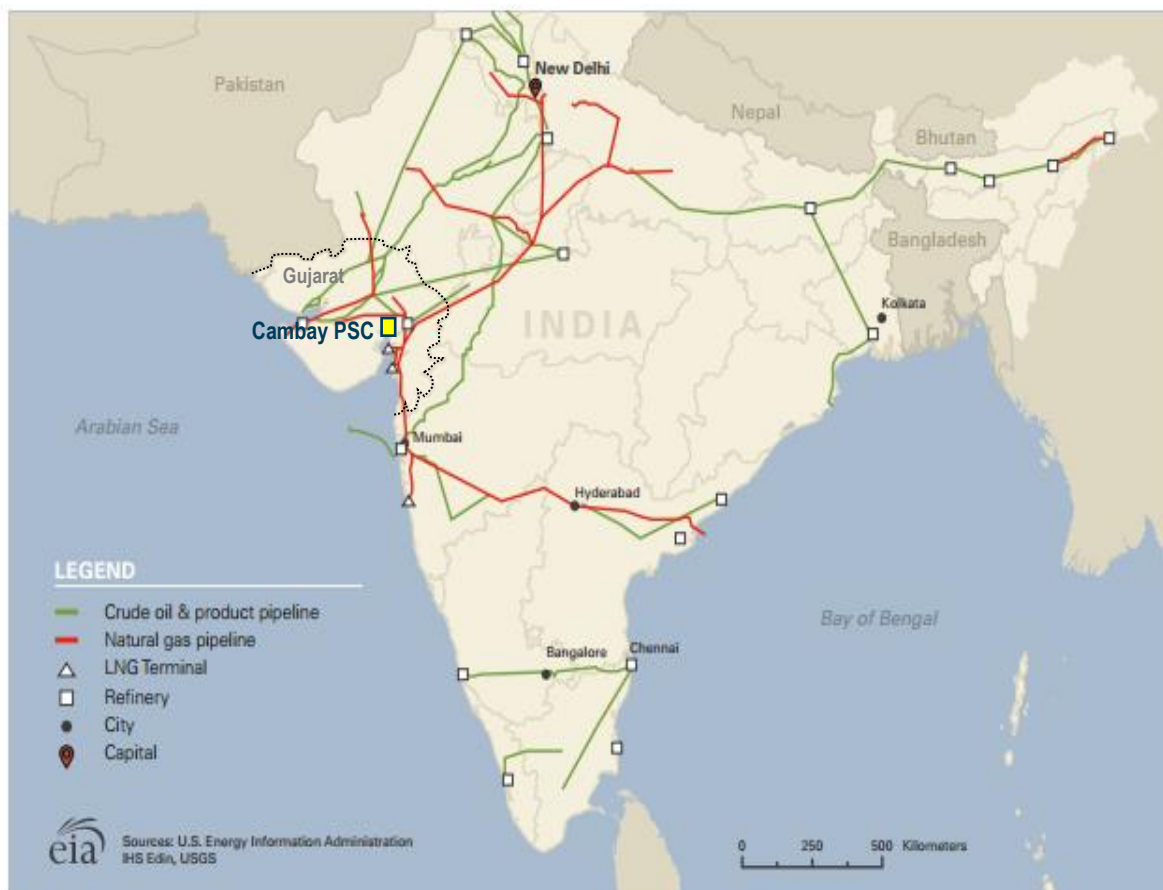 New Delhi
Pakistan
Nepal
Bhutan
Bangladesh
Gujarat
Kolkata
INDIA
Cambay PSC
Arabian Sea
Mumbai
Hyderabad
LEGEND
Crude oil & product pipeline
Natural gas pipeline
LNG Terminal
Refinery
City
Capital
Bay of Bengal
Bangalore
Chennai
eia
Sources: U.S. Energy Information Administration
IHS Edin, USGS
0 250 500 Kilometers